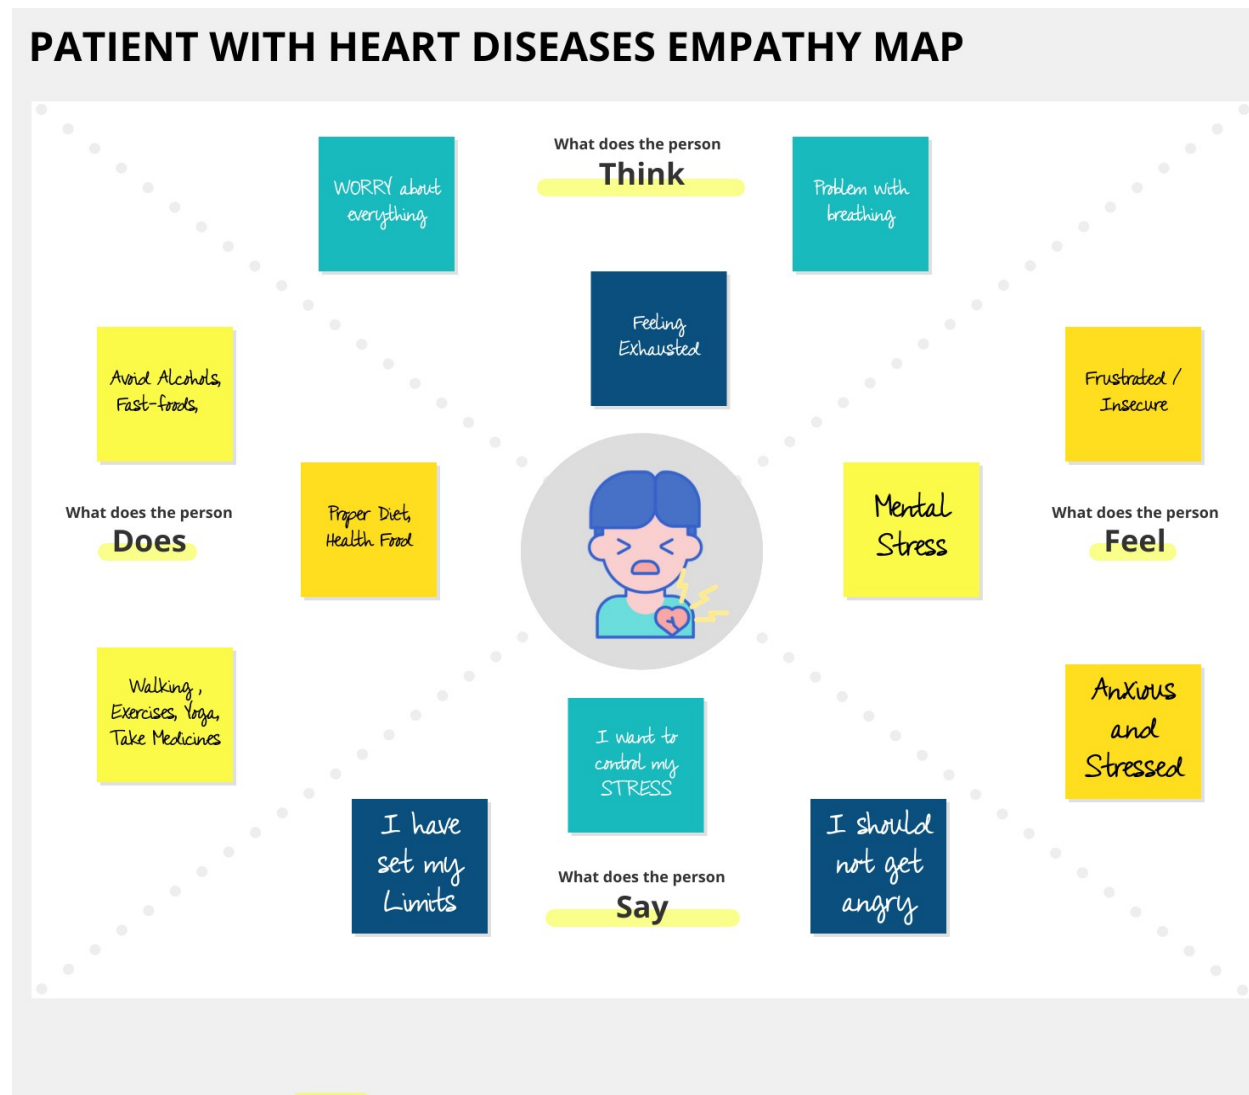 PATIENT WITH HEART DISEASES EMPATHY MAP
What does the person
Think
WORRY about
everything
Problem with
breathing
Feeling
Exhausted
Avoid Alcohols,
Fast-foods,
What does the person
Does
Proper Diet,
Health Food
Walking ,
Exercises, Yoga,
Take Medicines
Frustrated /
Insecure
Mental
Stress
What does the person
Feel
Anxious
and
Stressed
I want to
control my
STRESS
I have
set my
Limits
What does the person
Say
I should
not get
angry